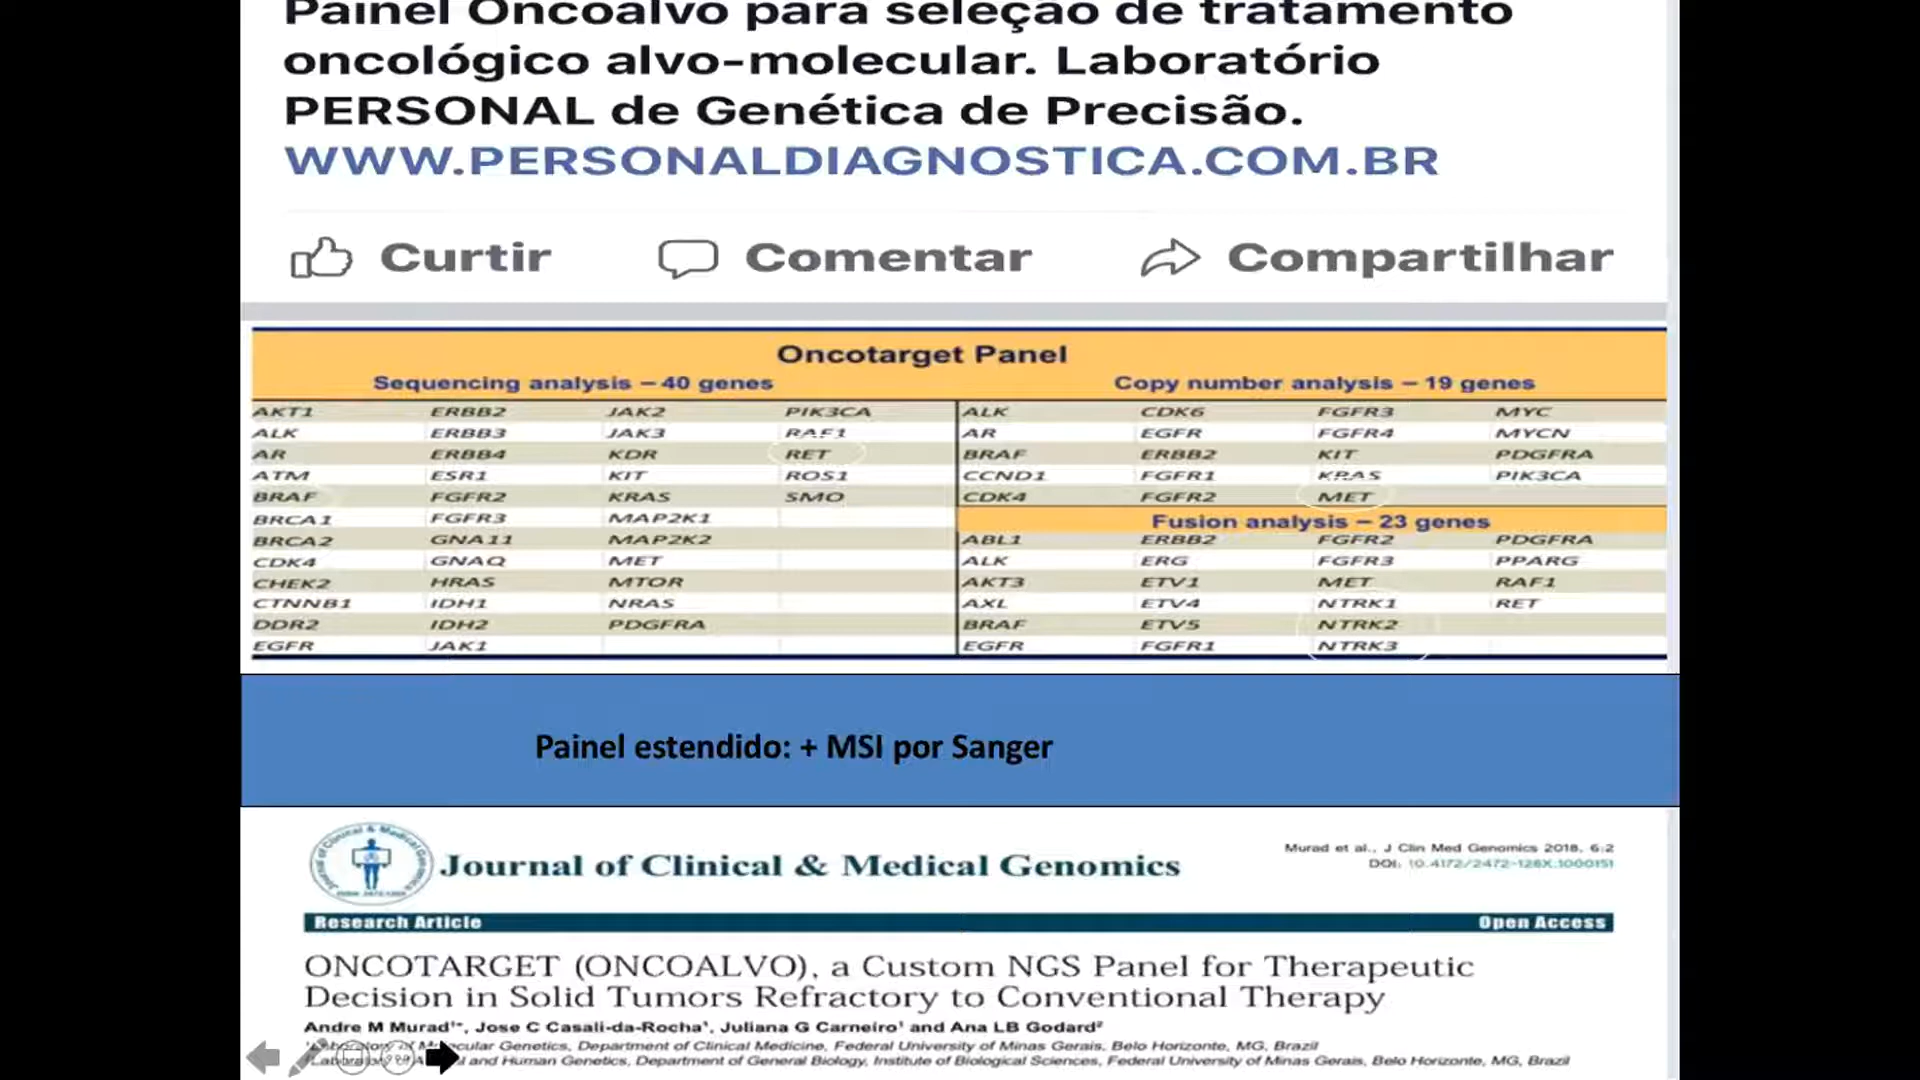 Painel Oncoalvo para seleção de tratamento
oncológico alvo-molecular. Laboratório
PERSONAL de Genética de Precisão.
WWW.PERSONALDIAGNOSTICA.COM.BR
Curtir Comentar Compartilhar
Oncotarget Panel
Sequencing analysis – 40 genes Copy number analysis – 19 genes
AKT1 ERBB2 JAK2 PIK3CA ALK CDK6 FGFR3 MYC
ALK ERBB3 JAK3 RAF1 AR EGFR FGFR4 MYCN
AR ERBB4 KDR RET BRAF ERBB2 KIT PDGFRA
ATM ESR1 KIT ROS1 CCND1 FGFR1 KRAS PIK3CA
BRAF FGFR2 KRAS SMO CDK4 FGFR2 MET
BRCA1 FGFR3 MAP2K1 Fusion analysis – 23 genes
BRCA2 GNA11 MAP2K2 ABL1 ERBB2 FGFR2 PDGFRA
CDK4 GNAQ MET ALK ERG FGFR3 PPARG
CHEK2 HRAS MTOR AKT3 ETV1 MET RAF1
CTNNB1 IDH1 NRAS AXL ETV4 NTRK1 RET
DDR2 IDH2 PDGFRA BRAF ETV5 NTRK2
EGFR JAK1 EGFR FGFR1 NTRK3
Painel estendido: + MSI por Sanger
Journal of Clinical & Medical Genomics
Murad et al., J Clin Med Genomics 2018, 6:2
DOI: 10.4172/2472-128X.1000151
Research Article Open Access
ONCOTARGET (ONCOALVO), a Custom NGS Panel for Therapeutic
Decision in Solid Tumors Refractory to Conventional Therapy
Andre M Murad¹*, Jose C Casali-da-Rocha¹, Juliana G Carneiro¹ and Ana LB Godard²
Genetics, Department of Clinical Medicine, Federal University of Minas Gerais, Belo Horizonte, MG, Brazil
and Human Genetics, Department of General Biology, Institute of Biological Sciences, Federal University of Minas Gerais, Belo Horizonte, MG, Brazil